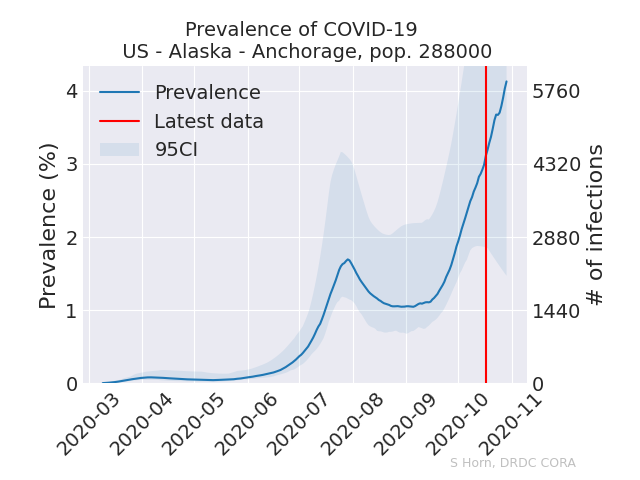 Prevalence of COVID-19
US - Alaska - Anchorage, pop. 288000
Prevalence
Latest data
95CI
Prevalence (%)
4
3
2
1
0
5760
4320
2880
1440
0
# of infections
2020-03
2020-04
2020-05
2020-06
2020-07
2020-08
2020-09
2020-10
2020-11
S Horn, DRDC CORA